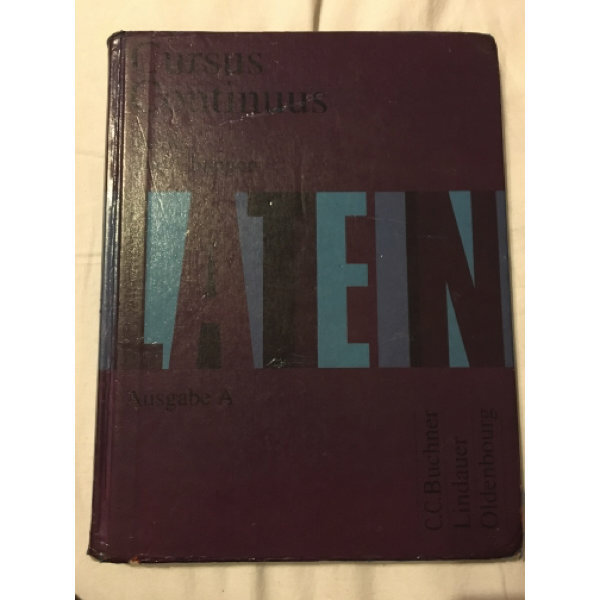 Cursus
Continuus
LATEIN
Ausgabe A
C.C.Buchner
Lindauer
Oldenbourg